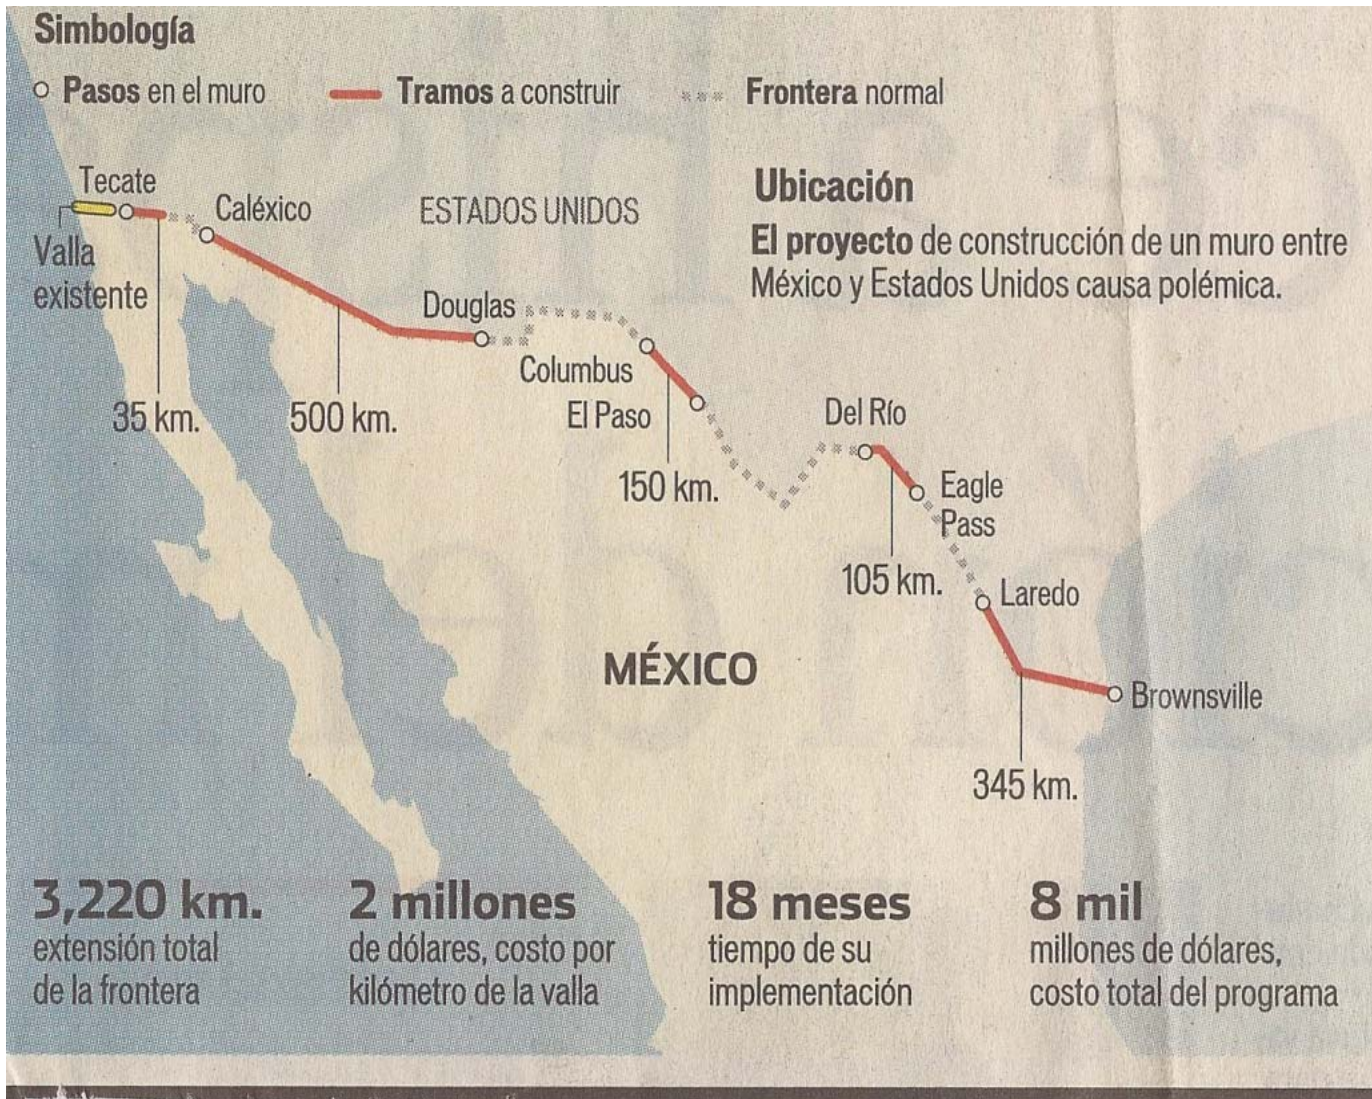 Simbología
Pasos en el muro
Tramos a construir
Frontera normal
Ubicación
El proyecto de construcción de un muro entre
México y Estados Unidos causa polémica.
Tecate
Valla
existente
Caléxico
ESTADOS UNIDOS
Douglas
Columbus
El Paso
Del Río
Eagle
Pass
Laredo
Brownsville
35 km.
500 km.
150 km.
105 km.
345 km.
MÉXICO
3,220 km.
extensión total
de la frontera
2 millones
de dólares, costo por
kilómetro de la valla
18 meses
tiempo de su
implementación
8 mil
millones de dólares,
costo total del programa